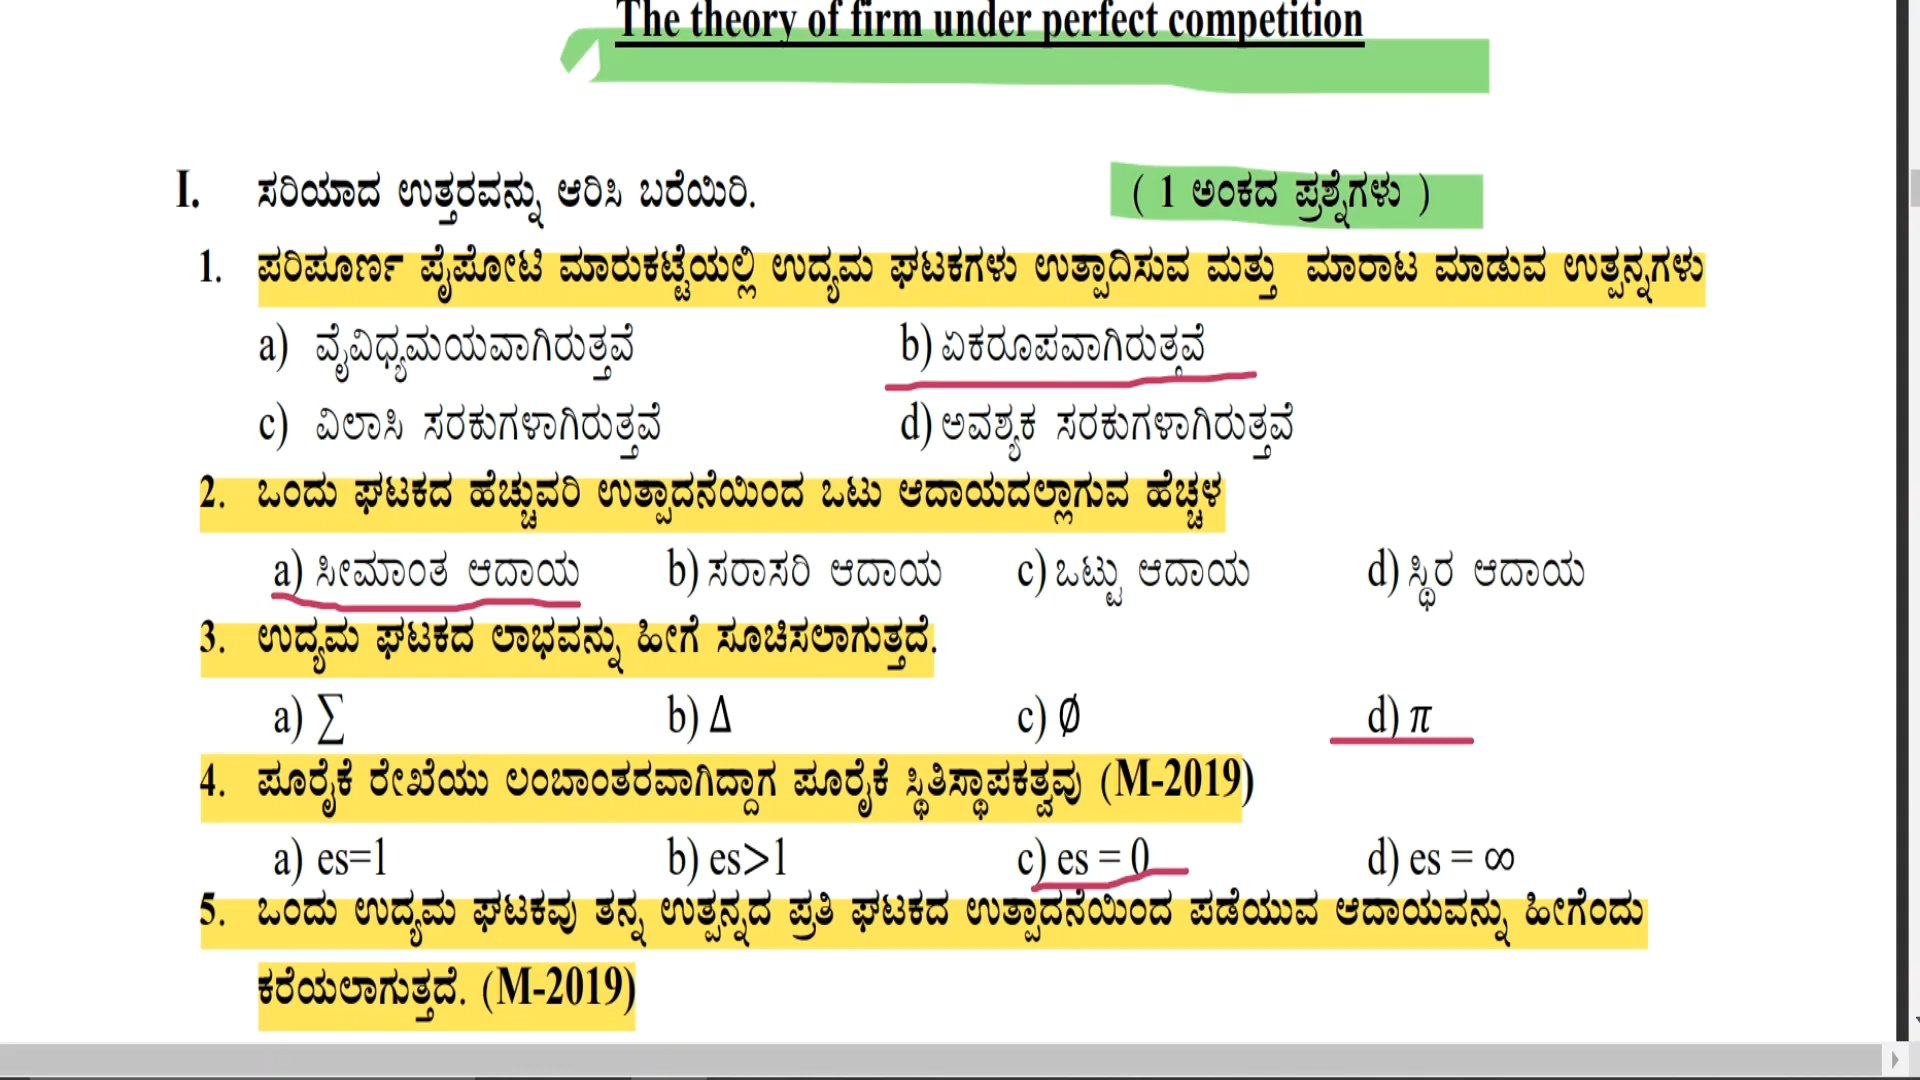 The theory of firm under perfect competition
I. ಸರಿಯಾದ ಉತ್ತರವನ್ನು ಆರಿಸಿ ಬರೆಯಿರಿ. ( 1 ಅಂಕದ ಪ್ರಶ್ನೆಗಳು )
1. ಪರಿಪೂರ್ಣ ಪೈಪೋಟಿ ಮಾರುಕಟ್ಟೆಯಲ್ಲಿ ಉದ್ಯಮ ಘಟಕಗಳು ಉತ್ಪಾದಿಸುವ ಮತ್ತು ಮಾರಾಟ ಮಾಡುವ ಉತ್ಪನ್ನಗಳು
a) ವೈವಿಧ್ಯಮಯವಾಗಿರುತ್ತವೆ b) ಏಕರೂಪವಾಗಿರುತ್ತವೆ
c) ವಿಲಾಸಿ ಸರಕುಗಳಾಗಿರುತ್ತವೆ d) ಅವಶ್ಯಕ ಸರಕುಗಳಾಗಿರುತ್ತವೆ
2. ಒಂದು ಘಟಕದ ಹೆಚ್ಚುವರಿ ಉತ್ಪಾದನೆಯಿಂದ ಒಟು ಆದಾಯದಲ್ಲಾಗುವ ಹೆಚ್ಚಳ
a) ಸೀಮಾಂತ ಆದಾಯ b) ಸರಾಸರಿ ಆದಾಯ c) ಒಟ್ಟು ಆದಾಯ d) ಸ್ಥಿರ ಆದಾಯ
3. ಉದ್ಯಮ ಘಟಕದ ಲಾಭವನ್ನು ಹೀಗೆ ಸೂಚಿಸಲಾಗುತ್ತದೆ.
a) ∑ b) Δ c) ∅ d) π
4. ಪೂರೈಕೆ ರೇಖೆಯು ಲಂಬಾಂತರವಾಗಿದ್ದಾಗ ಪೂರೈಕೆ ಸ್ಥಿತಿಸ್ಥಾಪಕತ್ವವು (M-2019)
a) es=1 b) es>1 c) es = 0 d) es = ∞
5. ಒಂದು ಉದ್ಯಮ ಘಟಕವು ತನ್ನ ಉತ್ಪನ್ನದ ಪ್ರತಿ ಘಟಕದ ಉತ್ಪಾದನೆಯಿಂದ ಪಡೆಯುವ ಆದಾಯವನ್ನು ಹೀಗೆಂದು
ಕರೆಯಲಾಗುತ್ತದೆ. (M-2019)